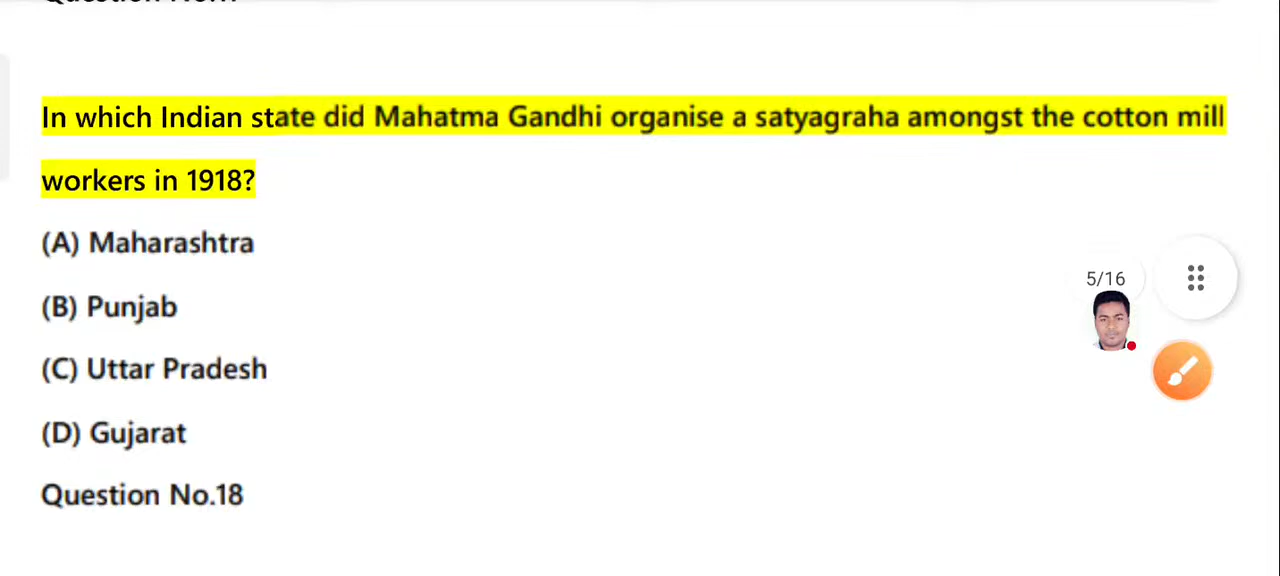 In which Indian state did Mahatma Gandhi organise a satyagraha amongst the cotton mill
workers in 1918?
(A) Maharashtra
5/16
(B) Punjab
(C) Uttar Pradesh
(D) Gujarat
Question No.18